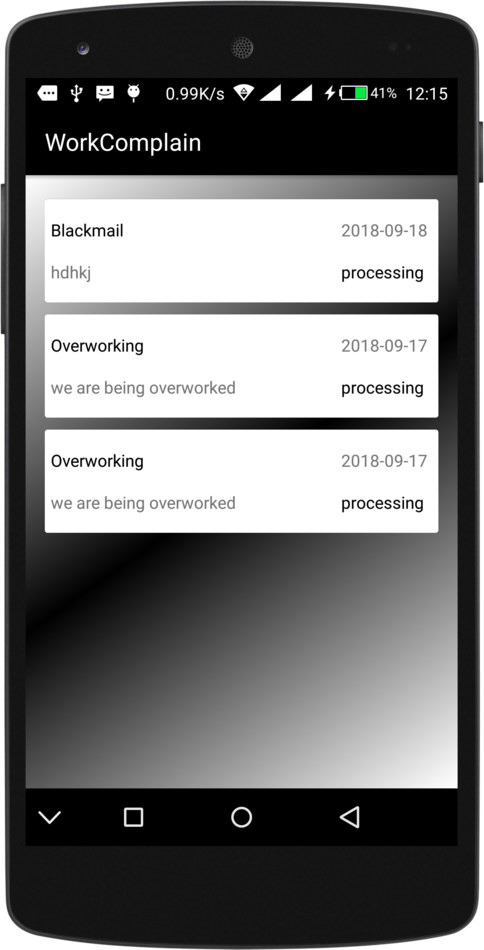 0.99K/s 41% 12:15
WorkComplain
Blackmail 2018-09-18
hdhkj processing
Overworking 2018-09-17
we are being overworked processing
Overworking 2018-09-17
we are being overworked processing